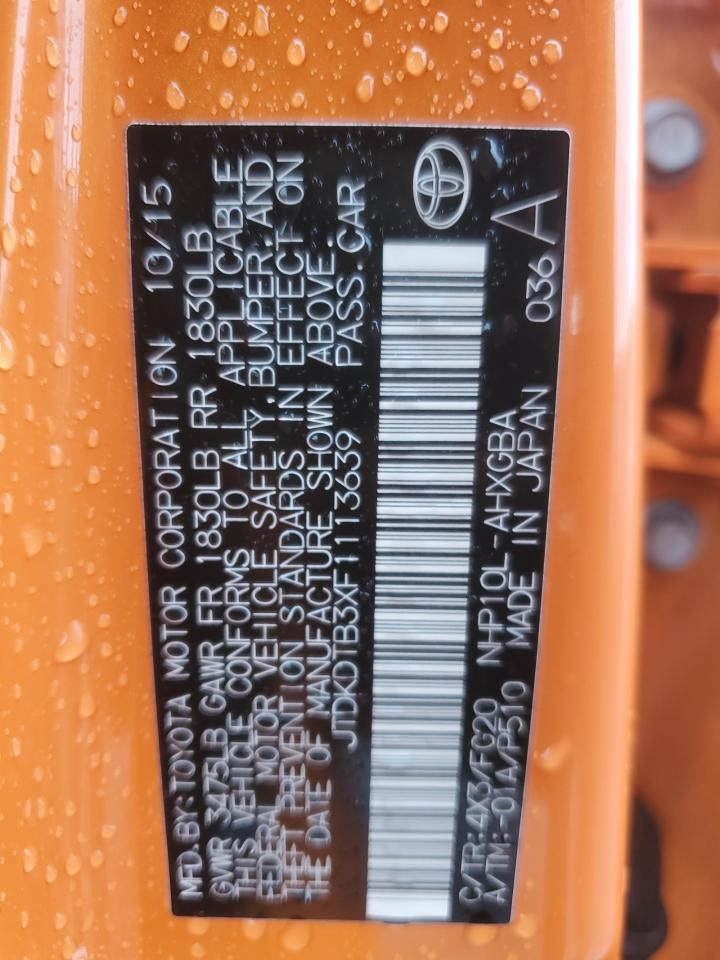 MFD.BY:TOYOTA MOTOR CORPORATION 10/15
GVWR 3475LB GAWR FR 1830LB RR 1830LB
THIS VEHICLE CONFORMS TO ALL APPLICABLE
FEDERAL MOTOR VEHICLE SAFETY,BUMPER,AND
THEFT PREVENTION STANDARDS IN EFFECT ON
THE DATE OF MANUFACTURE SHOWN ABOVE.
JTDKDTB3XF1113639 PASS.CAR
C/TR:4X3/FC20 NHP10L-AHXGBA 036 A
A/TM:-01A/P510 MADE IN JAPAN